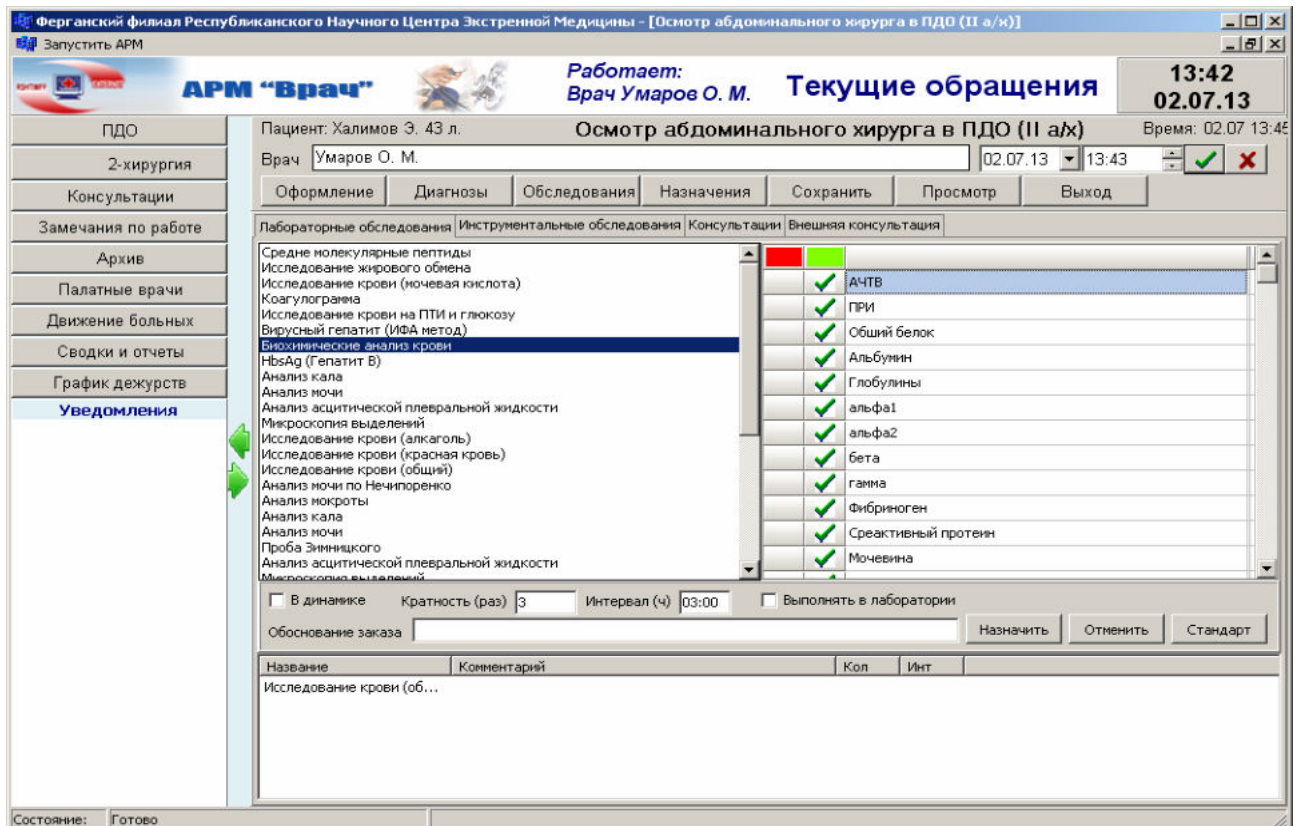 Ферганский филиал Республиканского Научного Центра Экстренной Медицины - [Осмотр абдоминального хирурга в ПДО (II а/х)]
Запустить АРМ
АРМ "Врач"
Работает:
Врач Умаров О. М.
Текущие обращения
13:42
02.07.13
ПДО
2-хирургия
Консультации
Замечания по работе
Архив
Палатные врачи
Движение больных
Сводки и отчеты
График дежурств
Уведомления
Пациент: Халимов Э. 43 л.
Осмотр абдоминального хирурга в ПДО (II а/х)
Время: 02.07 13:46
Врач Умаров О. М. 02.07.13 13:43
Оформление Диагнозы Обследования Назначения Сохранить Просмотр Выход
Лабораторные обследования Инструментальные обследования Консультации Внешняя консультация
Средне молекулярные пептиды
Исследование жирового обмена
Исследование крови (мочевая кислота)
Коагулограмма
Исследование крови на ПТИ и глюкозу
Вирусный гепатит (ИФА метод)
Биохимические анализ крови
HbsAg (Гепатит В)
Анализ кала
Анализ мочи
Анализ асцитической плевральной жидкости
Микроскопия выделений
Исследование крови (алкаголь)
Исследование крови (красная кровь)
Исследование крови (общий)
Анализ мочи по Нечипоренко
Анализ мокроты
Анализ кала
Анализ мочи
Проба Зимницкого
Анализ асцитической плевральной жидкости
Микроскопия выделений
АЧТВ
ПРИ
Общий белок
Альбумин
Глобулины
альфа1
альфа2
бета
гамма
Фибриноген
Среактивный протеин
Мочевина
В динамике Кратность (раз) 3 Интервал (ч) 03:00 Выполнять в лаборатории
Обоснование заказа Назначить Отменить Стандарт
Название Комментарий Кол Инт
Исследование крови (об...
Состояние: Готово